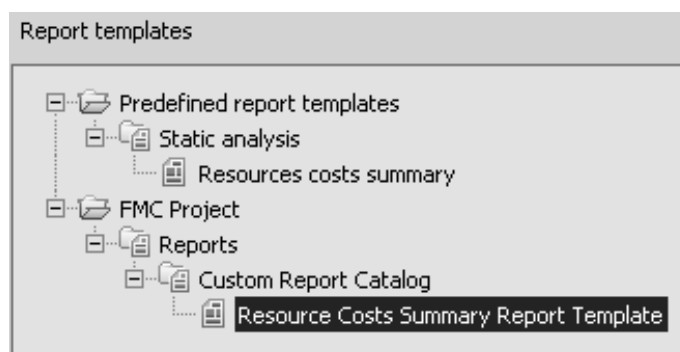 Report templates
Predefined report templates
Static analysis
Resources costs summary
FMC Project
Reports
Custom Report Catalog
Resource Costs Summary Report Template